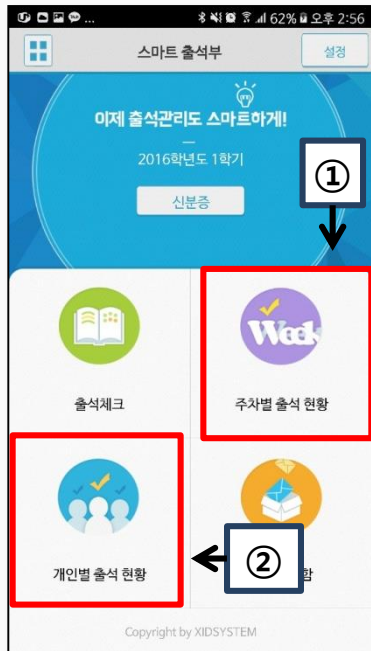 62% 오후 2:56
스마트 출석부
설정
이제 출석관리도 스마트하게!
2016학년도 1학기
신분증
①
Week
출석체크
주차별 출석 현황
②
개인별 출석 현황
함
Copyright by XIDSYSTEM